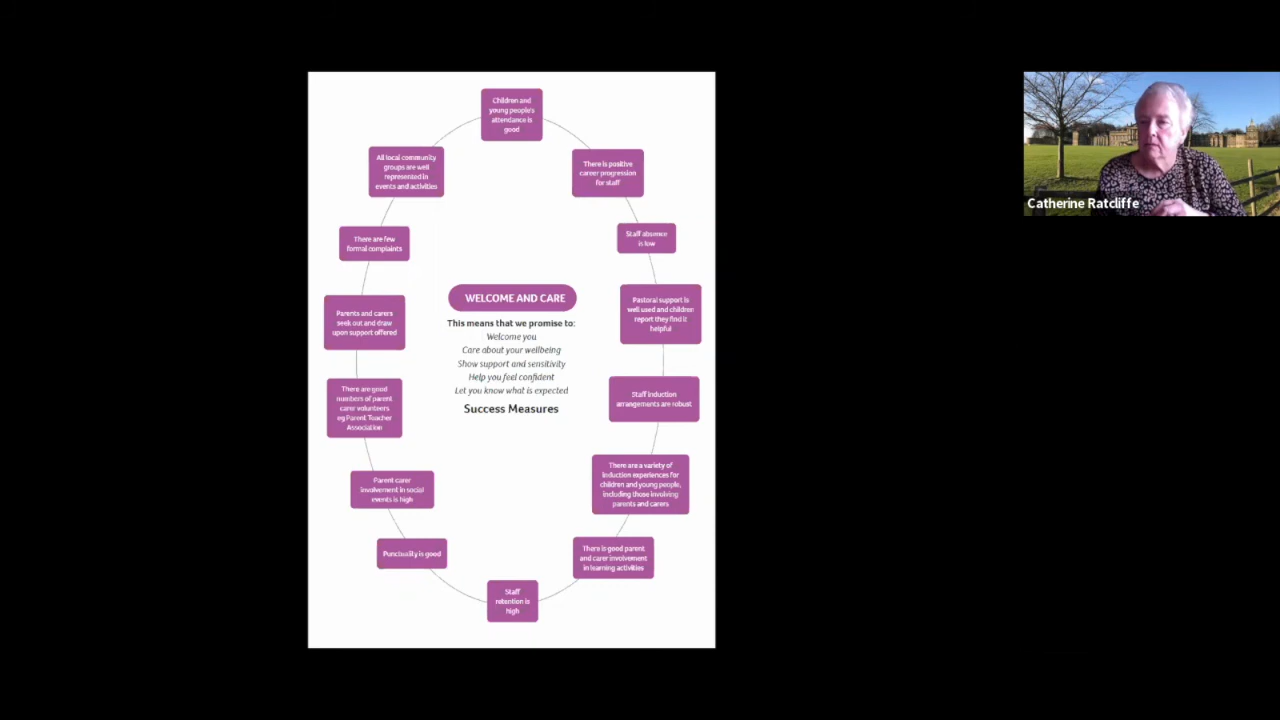 Children and
young people's
attendance is
good
There is positive
career progression
for staff
Staff absence
is low
Pastoral support is
well used and children
report they find it
helpful
Staff induction
arrangements are robust
There are a variety of
induction experiences for
children and young people,
including those involving
parents and carers
There is good parent
and carer involvement
in learning activities
Staff
retention is
high
Punctuality is good
Parent carer
involvement in social
events is high
There are good
numbers of parent
carer volunteers
eg Parent Teacher
Association
Parents and carers
seek out and draw
upon support offered
There are few
formal complaints
All local community
groups are well
represented in
events and activities
WELCOME AND CARE
This means that we promise to:
Welcome you
Care about your wellbeing
Show support and sensitivity
Help you feel confident
Let you know what is expected
Success Measures
Catherine Ratcliffe